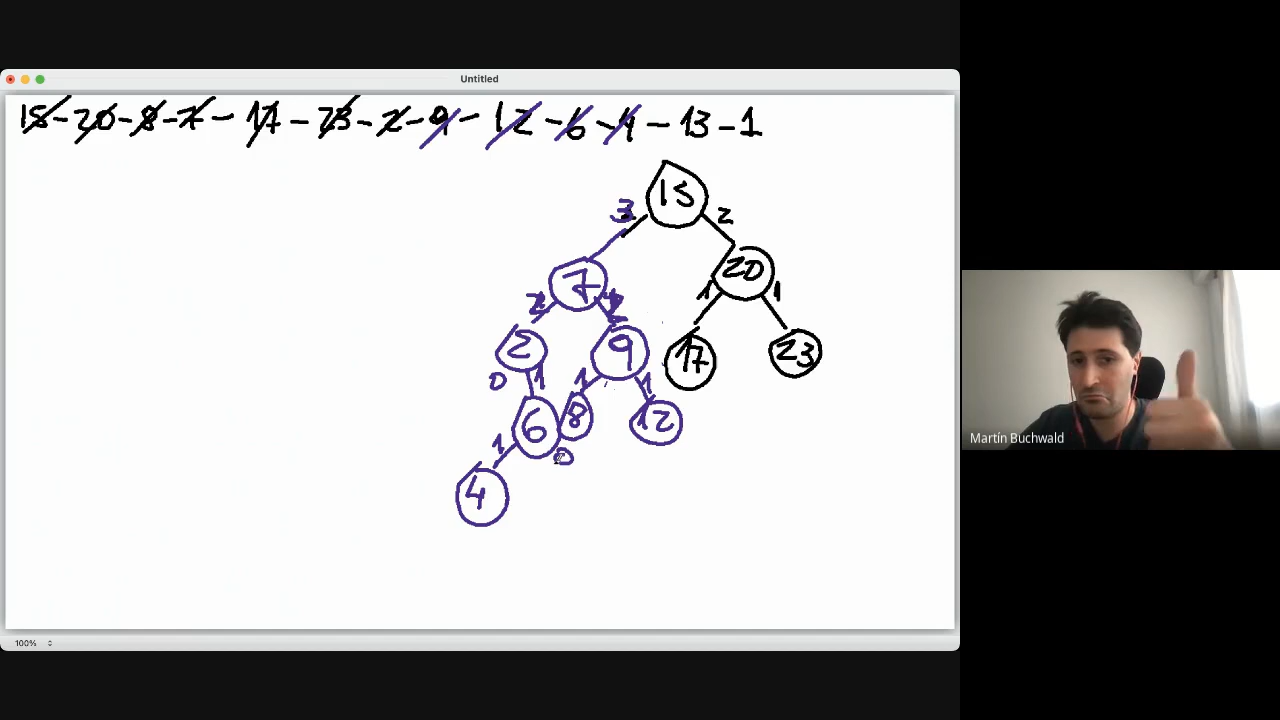 Untitled
15-20-8-7-17-23-2-9-12-6-4-13-1
15
3 2
7 20
2 1 1
2 9 17 23
0 1 1 1
6 8 12
1 0
4
Martín Buchwald
100%